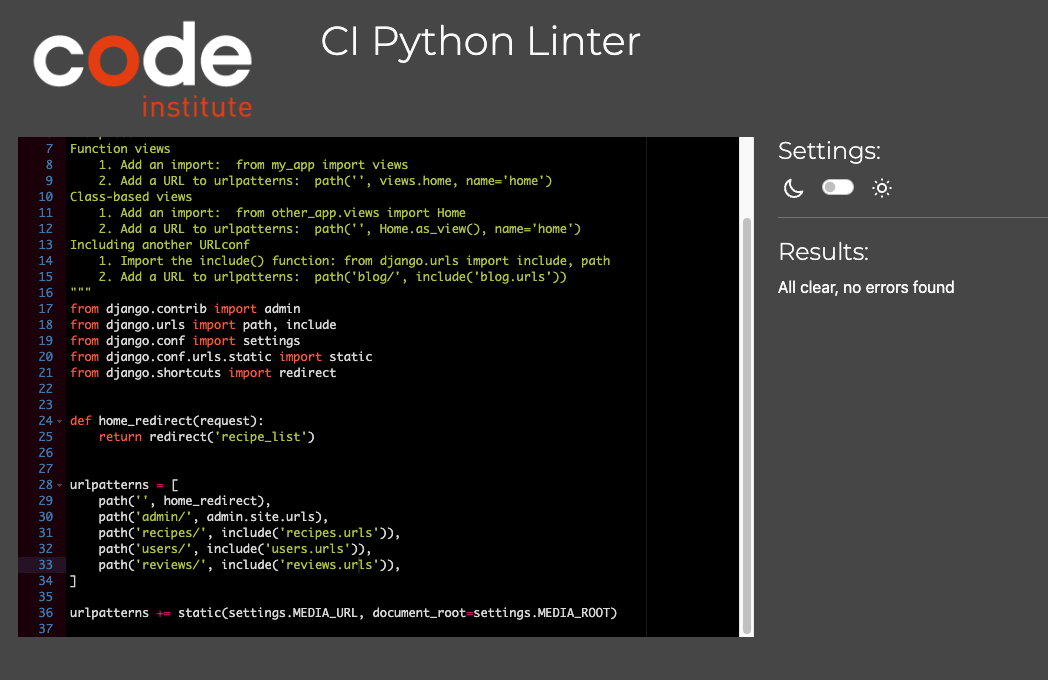 code
institute
CI Python Linter
7 Function views
8     1. Add an import:  from my_app import views
9     2. Add a URL to urlpatterns:  path('', views.home, name='home')
10 Class-based views
11     1. Add an import:  from other_app.views import Home
12     2. Add a URL to urlpatterns:  path('', Home.as_view(), name='home')
13 Including another URLconf
14     1. Import the include() function: from django.urls import include, path
15     2. Add a URL to urlpatterns:  path('blog/', include('blog.urls'))
16 """
17 from django.contrib import admin
18 from django.urls import path, include
19 from django.conf import settings
20 from django.conf.urls.static import static
21 from django.shortcuts import redirect
22
23
24 def home_redirect(request):
25     return redirect('recipe_list')
26
27
28 urlpatterns = [
29     path('', home_redirect),
30     path('admin/', admin.site.urls),
31     path('recipes/', include('recipes.urls')),
32     path('users/', include('users.urls')),
33     path('reviews/', include('reviews.urls')),
34 ]
35
36 urlpatterns += static(settings.MEDIA_URL, document_root=settings.MEDIA_ROOT)
37
Settings:
Results:
All clear, no errors found